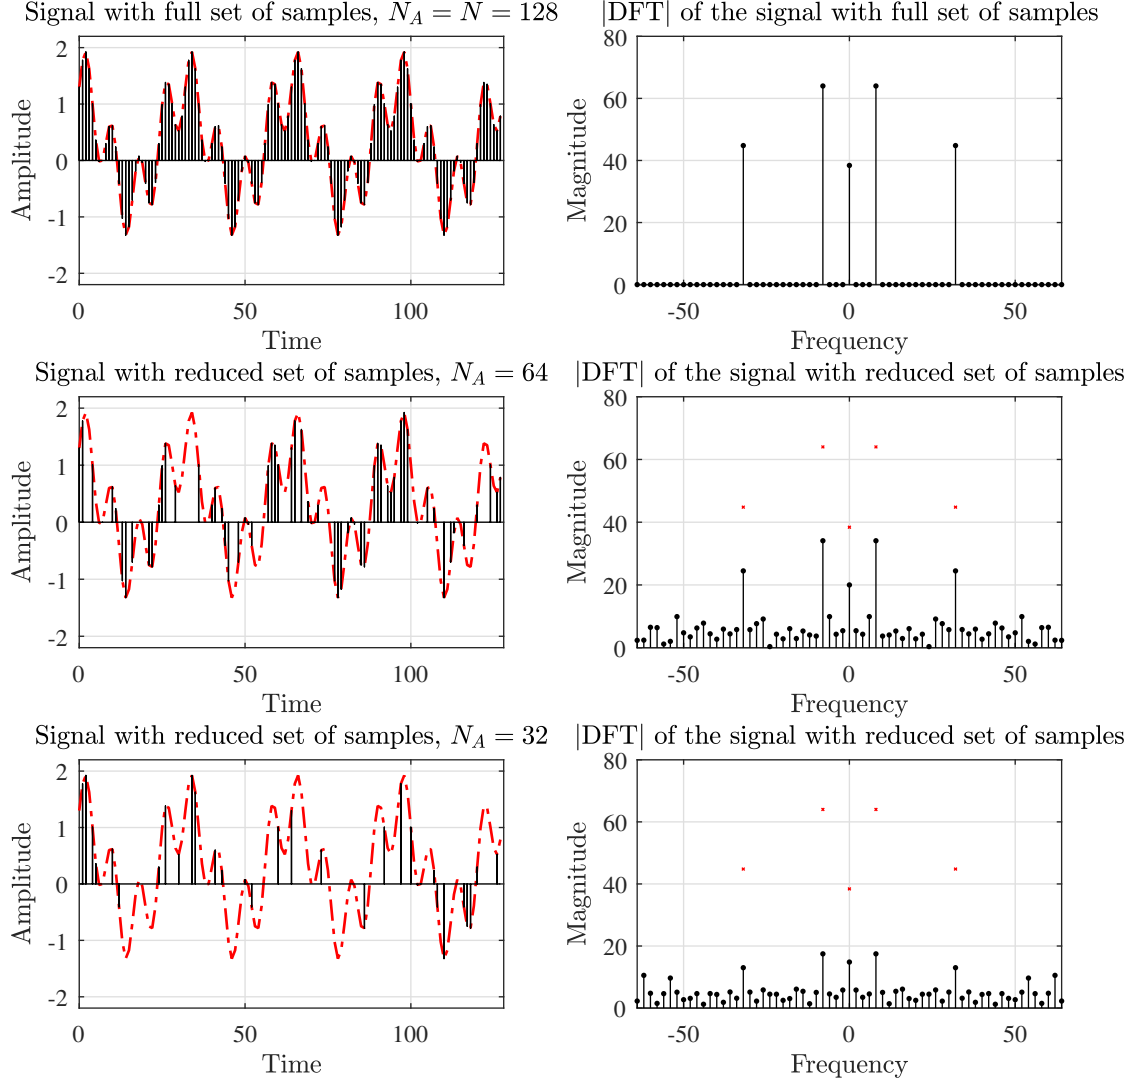 Signal with full set of samples, N_A = N = 128
2
1
0
-1
-2
Amplitude
0 50 100
Time
|DFT| of the signal with full set of samples
80
60
40
20
0
Magnitude
-50 0 50
Frequency
Signal with reduced set of samples, N_A = 64
2
1
0
-1
-2
Amplitude
0 50 100
Time
|DFT| of the signal with reduced set of samples
80
60
40
20
0
Magnitude
-50 0 50
Frequency
Signal with reduced set of samples, N_A = 32
2
1
0
-1
-2
Amplitude
0 50 100
Time
|DFT| of the signal with reduced set of samples
80
60
40
20
0
Magnitude
-50 0 50
Frequency